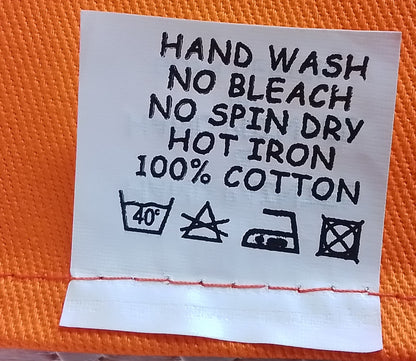 HAND WASH
NO BLEACH
NO SPIN DRY
HOT IRON
100% COTTON
40°